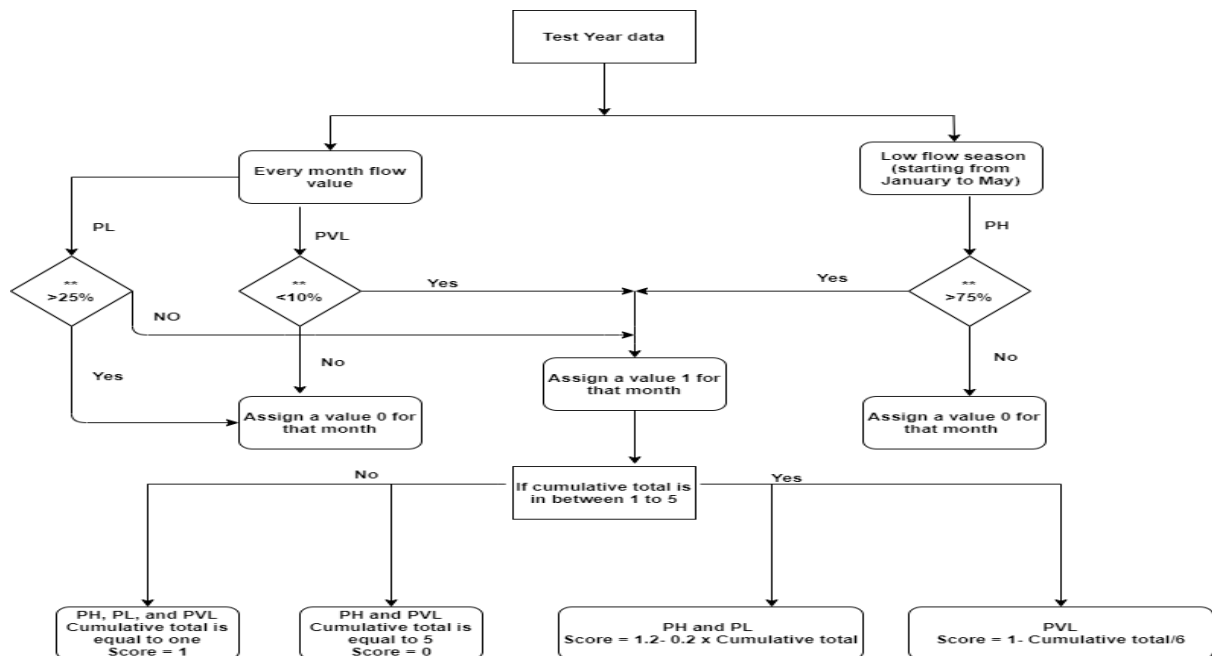 Test Year data
Every month flow
value
Low flow season
(starting from
January to May)
PL
PVL
PH
**
>25%
**
<10%
Yes
Yes
**
>75%
NO
Yes
No
No
Assign a value 0 for
that month
Assign a value 1 for
that month
Assign a value 0 for
that month
No
If cumulative total is
in between 1 to 5
Yes
PH, PL, and PVL
Cumulative total is
equal to one
Score = 1
PH and PVL
Cumulative total is
equal to 5
Score = 0
PH and PL
Score = 1.2- 0.2 x Cumulative total
PVL
Score = 1- Cumulative total/6